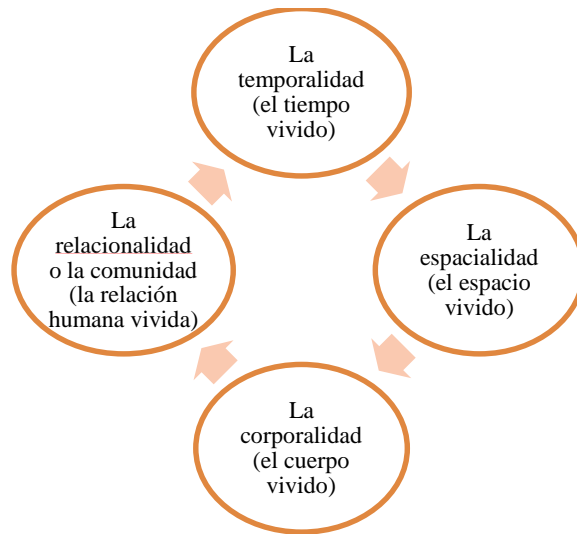 La
temporalidad
(el tiempo
vivido)
La
espacialidad
(el espacio
vivido)
La
corporalidad
(el cuerpo
vivido)
La
relacionalidad
o la comunidad
(la relación
humana vivida)